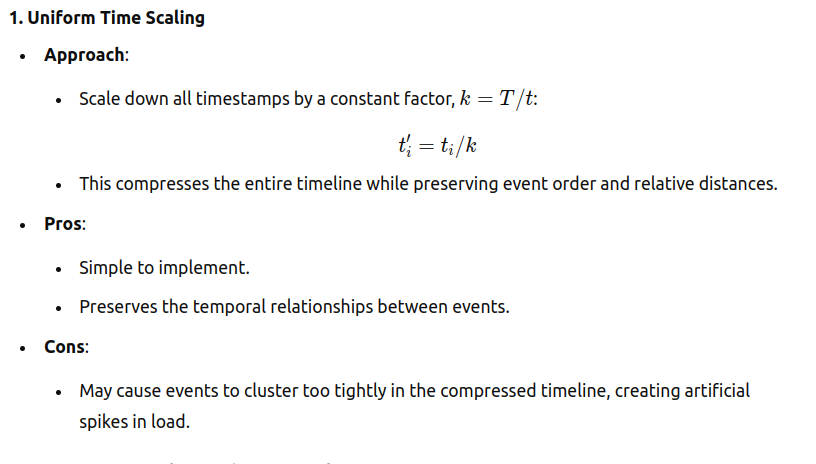 1. Uniform Time Scaling
• Approach:
• Scale down all timestamps by a constant factor, k = T/t:
t′ᵢ = tᵢ/k
• This compresses the entire timeline while preserving event order and relative distances.
• Pros:
• Simple to implement.
• Preserves the temporal relationships between events.
• Cons:
• May cause events to cluster too tightly in the compressed timeline, creating artificial
spikes in load.